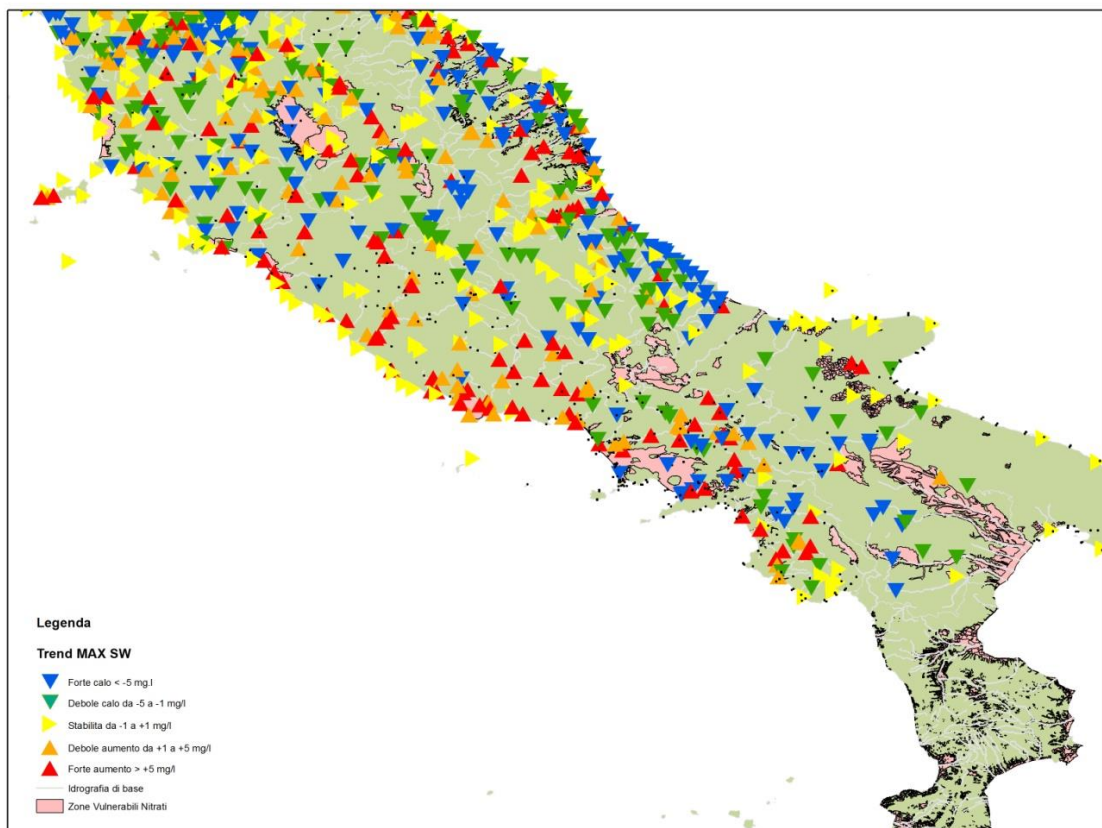 Legenda
Trend MAX SW
Forte calo < -5 mg.l
Debole calo da -5 a -1 mg/l
Stabilita da -1 a +1 mg/l
Debole aumento da +1 a +5 mg/l
Forte aumento > +5 mg/l
Idrografia di base
Zone Vulnerabili Nitrati